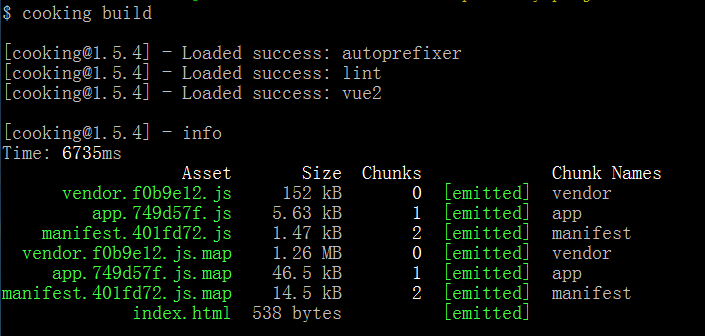 $ cooking build
[cooking@1.5.4] - Loaded success: autoprefixer
[cooking@1.5.4] - Loaded success: lint
[cooking@1.5.4] - Loaded success: vue2
[cooking@1.5.4] - info
Time: 6735ms
Asset Size Chunks Chunk Names
vendor.f0b9e12.js 152 kB 0 [emitted] vendor
app.749d57f.js 5.63 kB 1 [emitted] app
manifest.401fd72.js 1.47 kB 2 [emitted] manifest
vendor.f0b9e12.js.map 1.26 MB 0 [emitted] vendor
app.749d57f.js.map 46.5 kB 1 [emitted] app
manifest.401fd72.js.map 14.5 kB 2 [emitted] manifest
index.html 538 bytes [emitted]